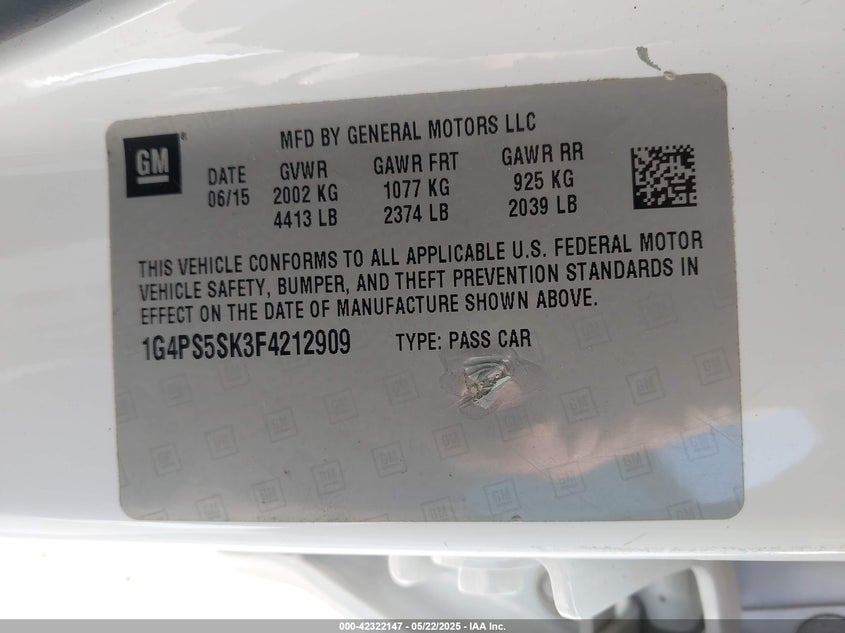 MFD BY GENERAL MOTORS LLC
GM®
DATE GVWR GAWR FRT GAWR RR
06/15 2002 KG 1077 KG 925 KG
4413 LB 2374 LB 2039 LB
THIS VEHICLE CONFORMS TO ALL APPLICABLE U.S. FEDERAL MOTOR
VEHICLE SAFETY, BUMPER, AND THEFT PREVENTION STANDARDS IN
EFFECT ON THE DATE OF MANUFACTURE SHOWN ABOVE.
1G4PS5SK3F4212909 TYPE: PASS CAR
000-42322147 - 05/22/2025 - IAA Inc.